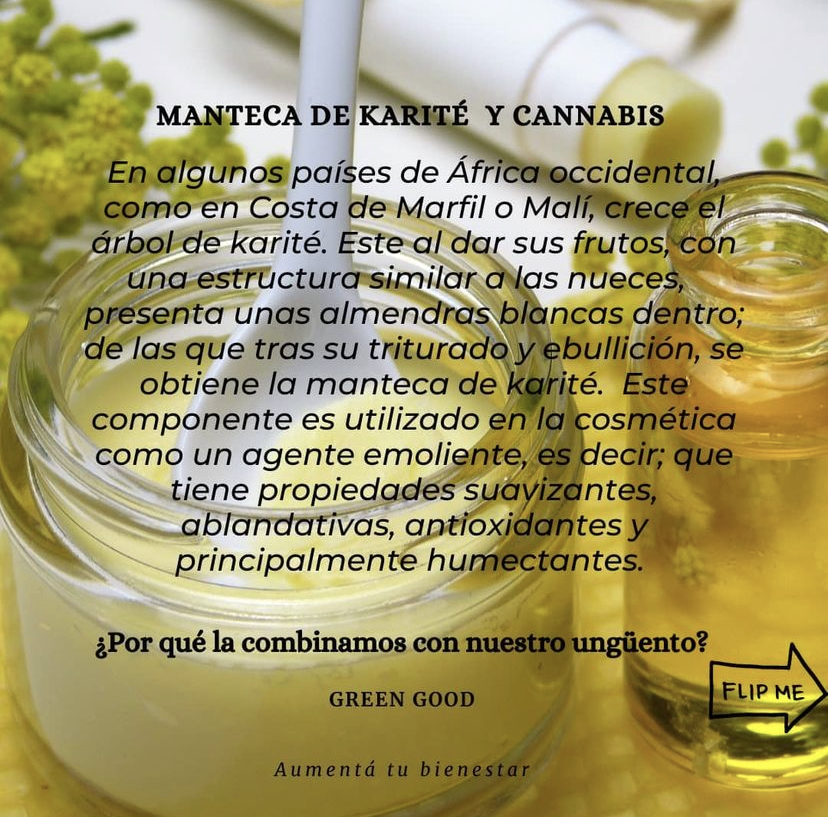 MANTECA DE KARITÉ Y CANNABIS
En algunos países de África occidental,
como en Costa de Marfil o Malí, crece el
árbol de karité. Este al dar sus frutos, con
una estructura similar a las nueces,
presenta unas almendras blancas dentro;
de las que tras su triturado y ebullición, se
obtiene la manteca de karité. Este
componente es utilizado en la cosmética
como un agente emoliente, es decir; que
tiene propiedades suavizantes,
ablandativas, antioxidantes y
principalmente humectantes.
¿Por qué la combinamos con nuestro ungüento?
FLIP ME
GREEN GOOD
Aumentá tu bienestar